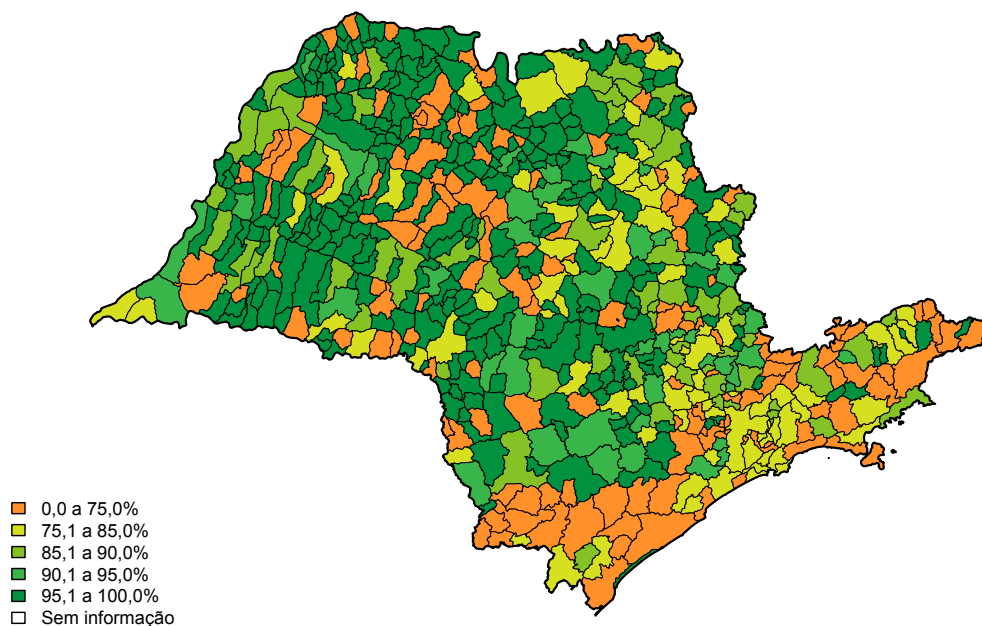 0,0 a 75,0%
75,1 a 85,0%
85,1 a 90,0%
90,1 a 95,0%
95,1 a 100,0%
Sem informação